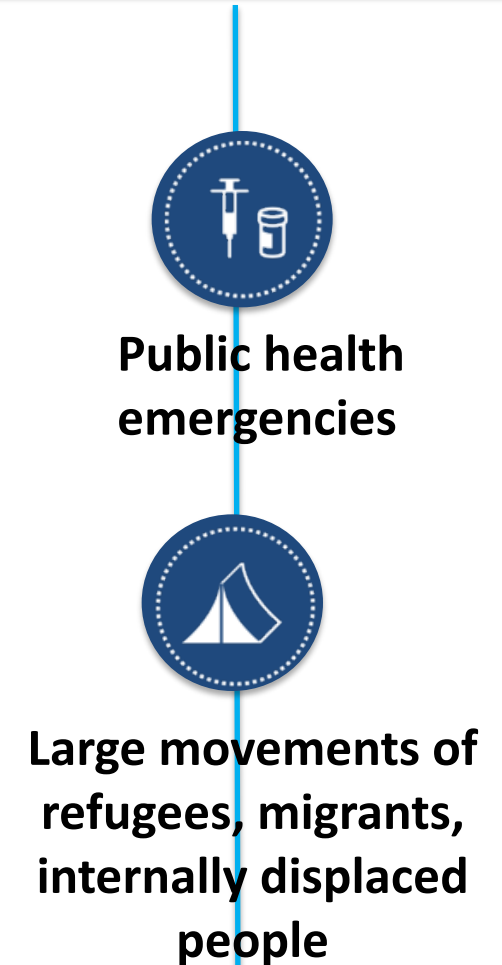 Public health
emergencies
Large movements of
refugees, migrants,
internally displaced
people